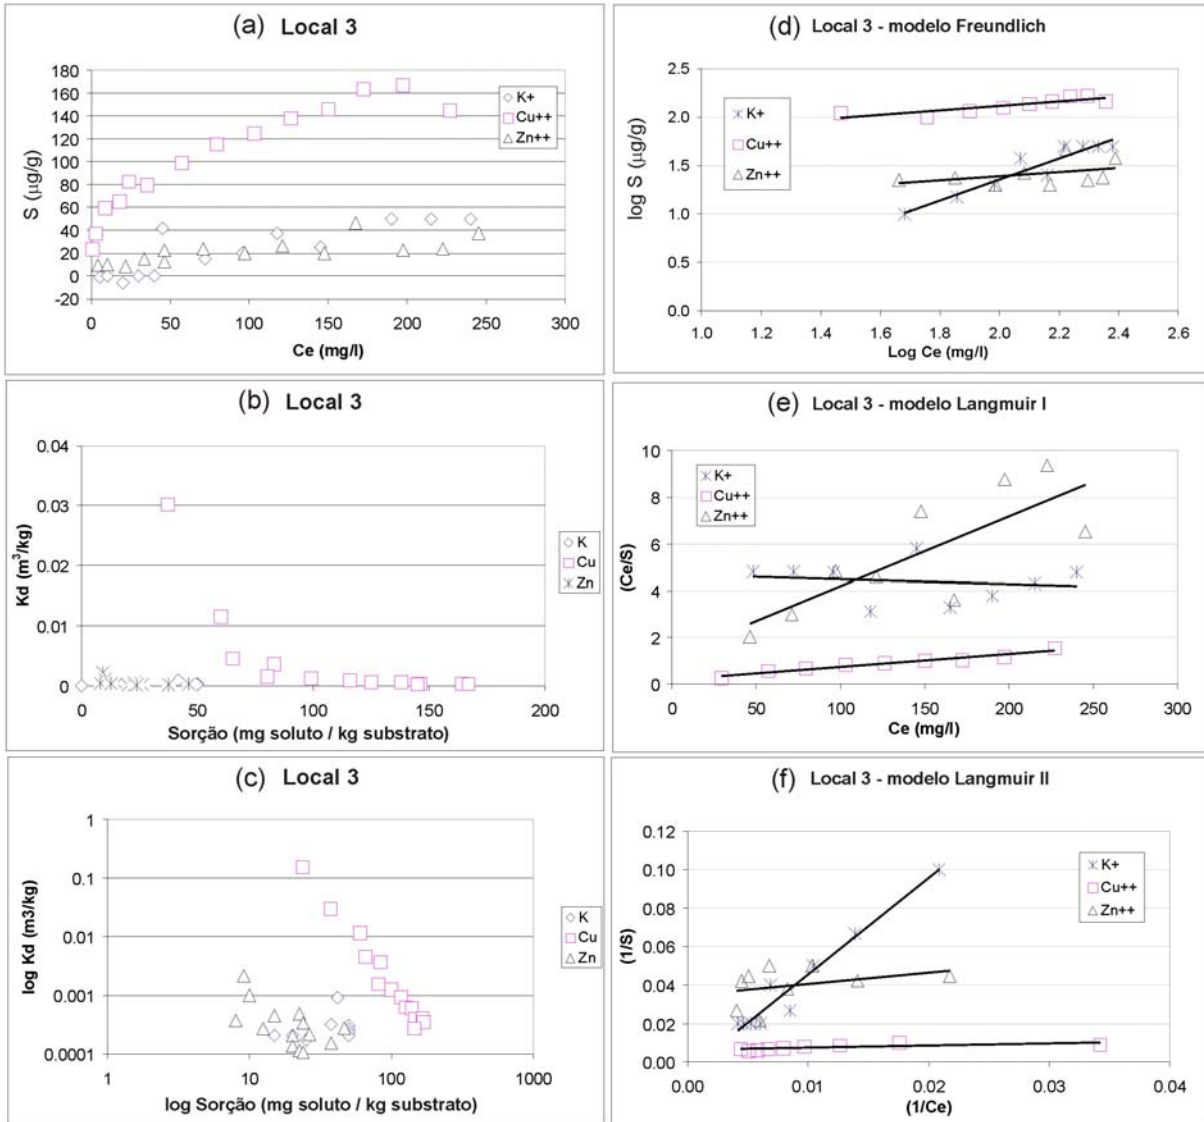 (a) Local 3
S (µg/g)
180
160
140
120
100
80
60
40
20
0
-20
0 50 100 150 200 250 300
Ce (mg/l)
K+
Cu++
Zn++
(b) Local 3
Kd (m³/kg)
0.04
0.03
0.02
0.01
0
0 50 100 150 200
Sorção (mg soluto / kg substrato)
K
Cu
Zn
(c) Local 3
log Kd (m3/kg)
1
0.1
0.01
0.001
0.0001
1 10 100 1000
log Sorção (mg soluto / kg substrato)
K
Cu
Zn
(d) Local 3 - modelo Freundlich
log S (µg/g)
2.5
2.0
1.5
1.0
0.5
0.0
1.0 1.2 1.4 1.6 1.8 2.0 2.2 2.4 2.6
Log Ce (mg/l)
K+
Cu++
Zn++
(e) Local 3 - modelo Langmuir I
(Ce/S)
10
8
6
4
2
0
0 50 100 150 200 250 300
Ce (mg/l)
K+
Cu++
Zn++
(f) Local 3 - modelo Langmuir II
(1/S)
0.12
0.10
0.08
0.06
0.04
0.02
0.00
0.00 0.01 0.02 0.03 0.04
(1/Ce)
K+
Cu++
Zn++